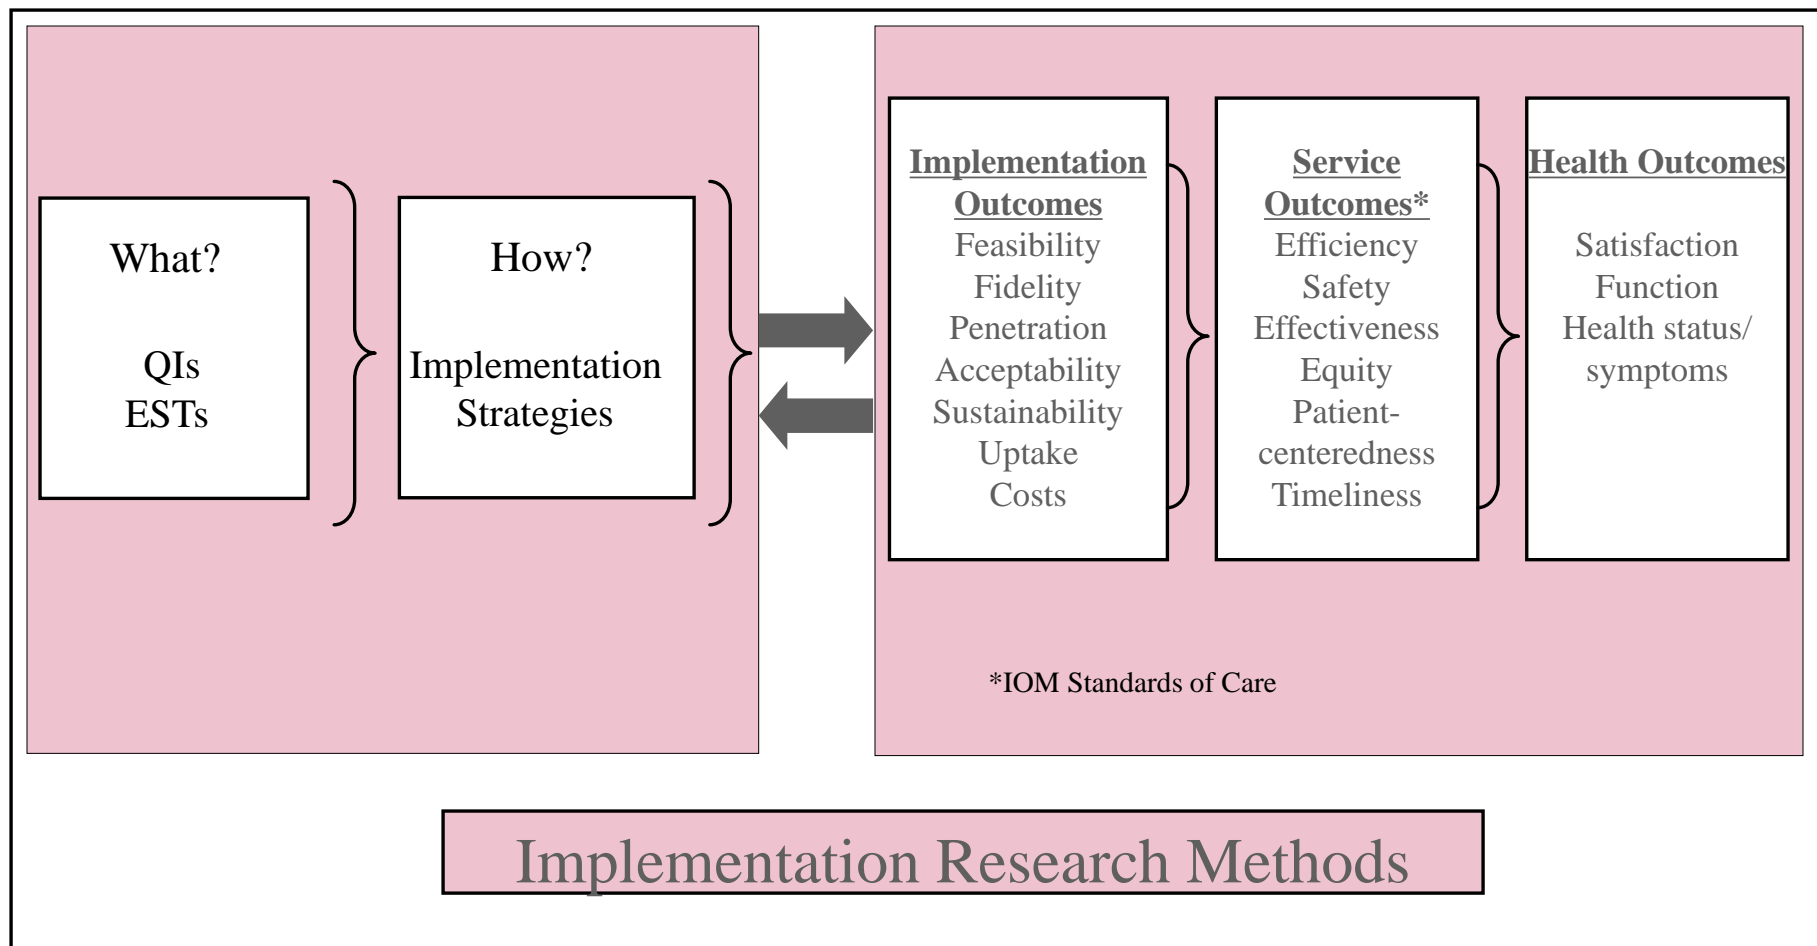 What?
QIs
ESTs
How?
Implementation
Strategies
Implementation
Outcomes
Feasibility
Fidelity
Penetration
Acceptability
Sustainability
Uptake
Costs
Service
Outcomes*
Efficiency
Safety
Effectiveness
Equity
Patient-
centeredness
Timeliness
Health Outcomes
Satisfaction
Function
Health status/
symptoms
*IOM Standards of Care
Implementation Research Methods